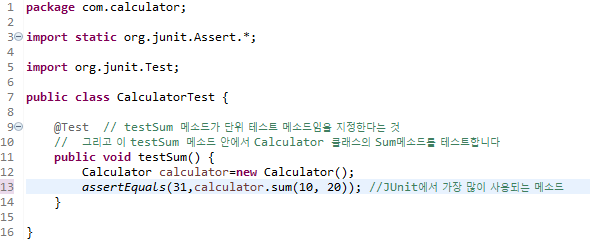 1 package com.calculator;
2
3 import static org.junit.Assert.*;
4
5 import org.junit.Test;
6
7 public class CalculatorTest {
8
9     @Test  // testSum 메소드가 단위 테스트 메소드임을 지정한다는 것
10     //  그리고 이 testSum 메소드 안에서 Calculator 클래스의 Sum메소드를 테스트합니다
11     public void testSum() {
12         Calculator calculator=new Calculator();
13         assertEquals(31,calculator.sum(10, 20)); //JUnit에서 가장 많이 사용되는 메소드
14     }
15
16 }